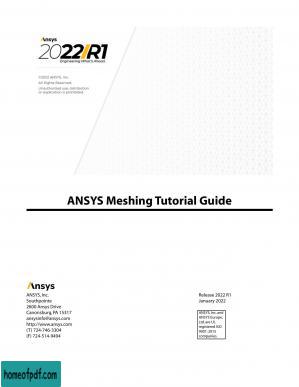 Ansys
2022 R1
Engineering What's Ahead.
©2022 ANSYS, Inc.
All Rights Reserved.
Unauthorized use, distribution
or duplication is prohibited.
ANSYS Meshing Tutorial Guide
Ansys
ANSYS, Inc.
Southpointe
2600 Ansys Drive
Canonsburg, PA 15317
ansysinfo@ansys.com
http://www.ansys.com
(T) 724-746-3304
(F) 724-514-9494
Release 2022 R1
January 2022
ANSYS, Inc. and
ANSYS Europe,
Ltd. are UL
registered ISO
9001: 2015
companies.
homeofpdf.com
homeofpdf.com